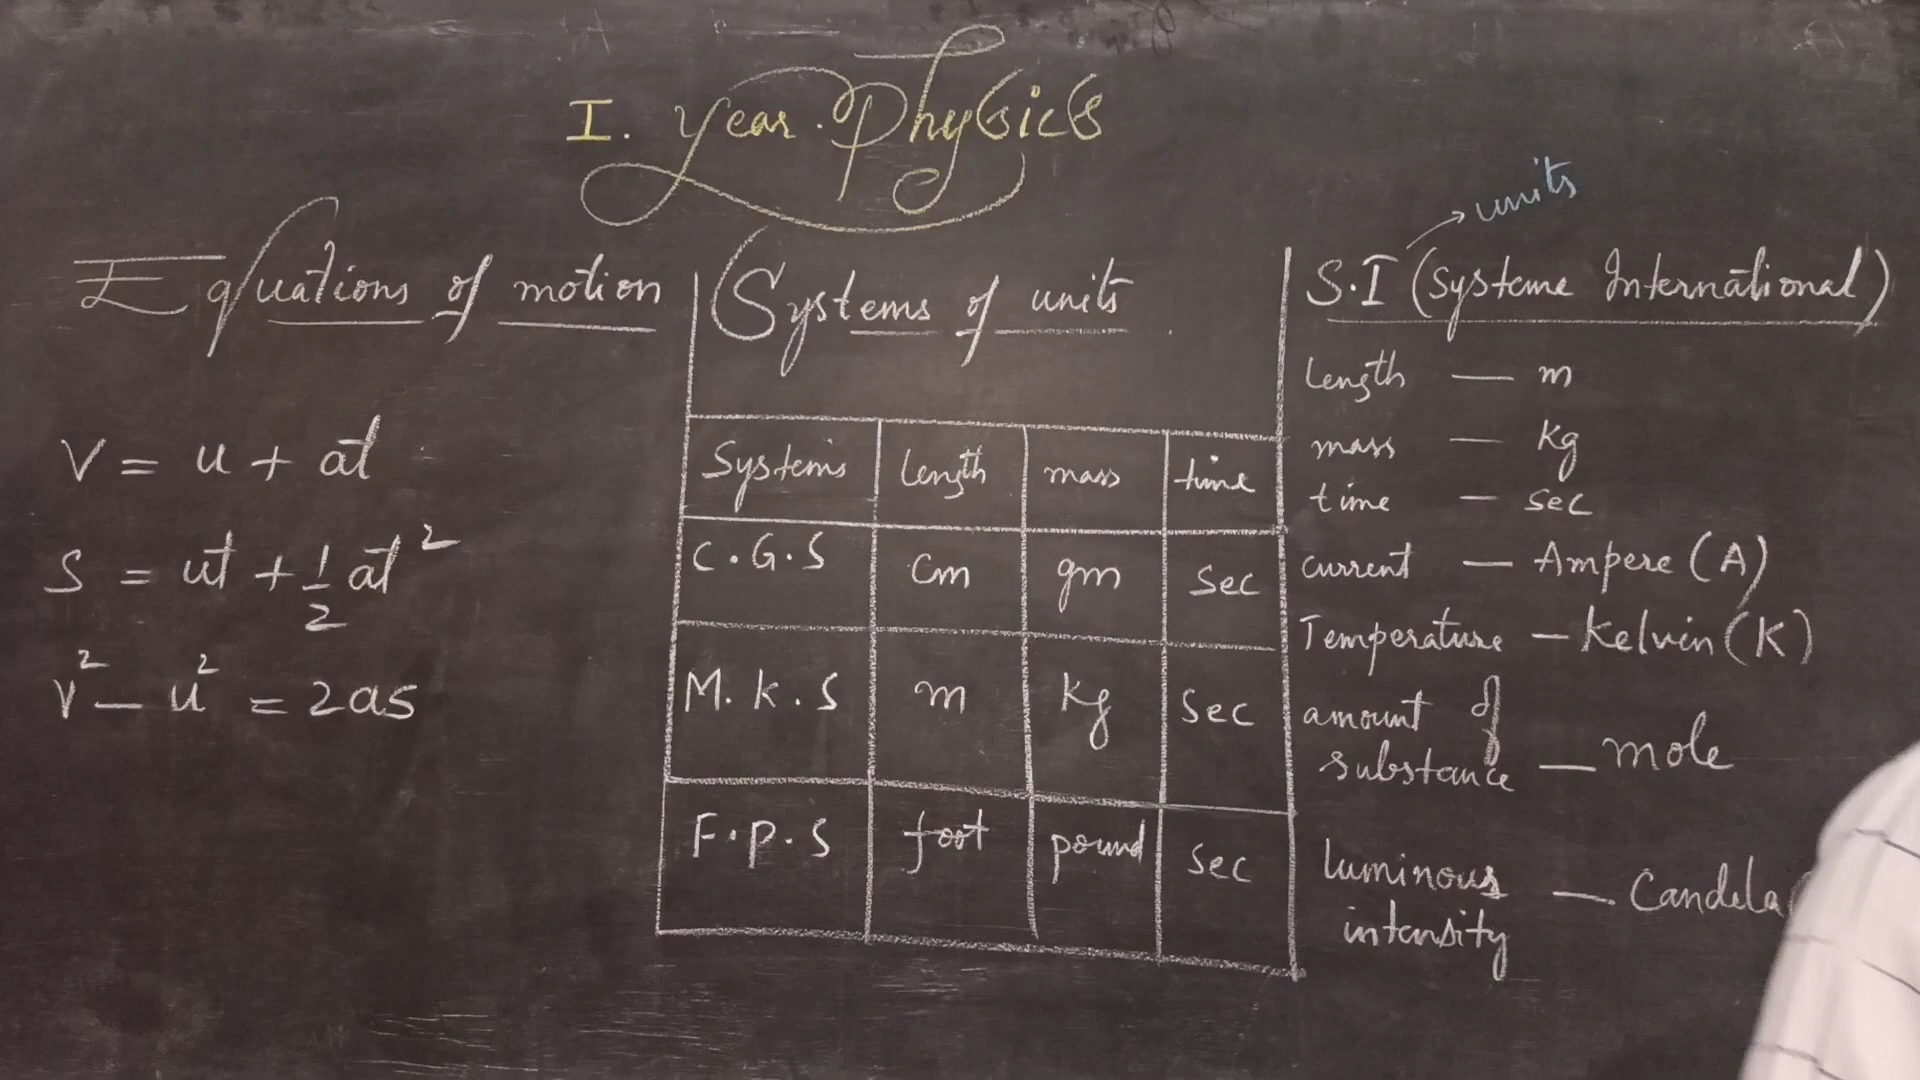 I. year. Physics
Equations of motion
V = u + at
S = ut + 1/2 at²
v² - u² = 2as
Systems of units
Systems length mass time
C.G.S Cm gm Sec
M.K.S m Kg Sec
F.P.S foot pound Sec
units
S.I (Systeme International)
length — m
mass — kg
time — sec
current — Ampere (A)
Temperature — Kelvin (K)
amount of
substance — mole
luminous
intensity — Candela